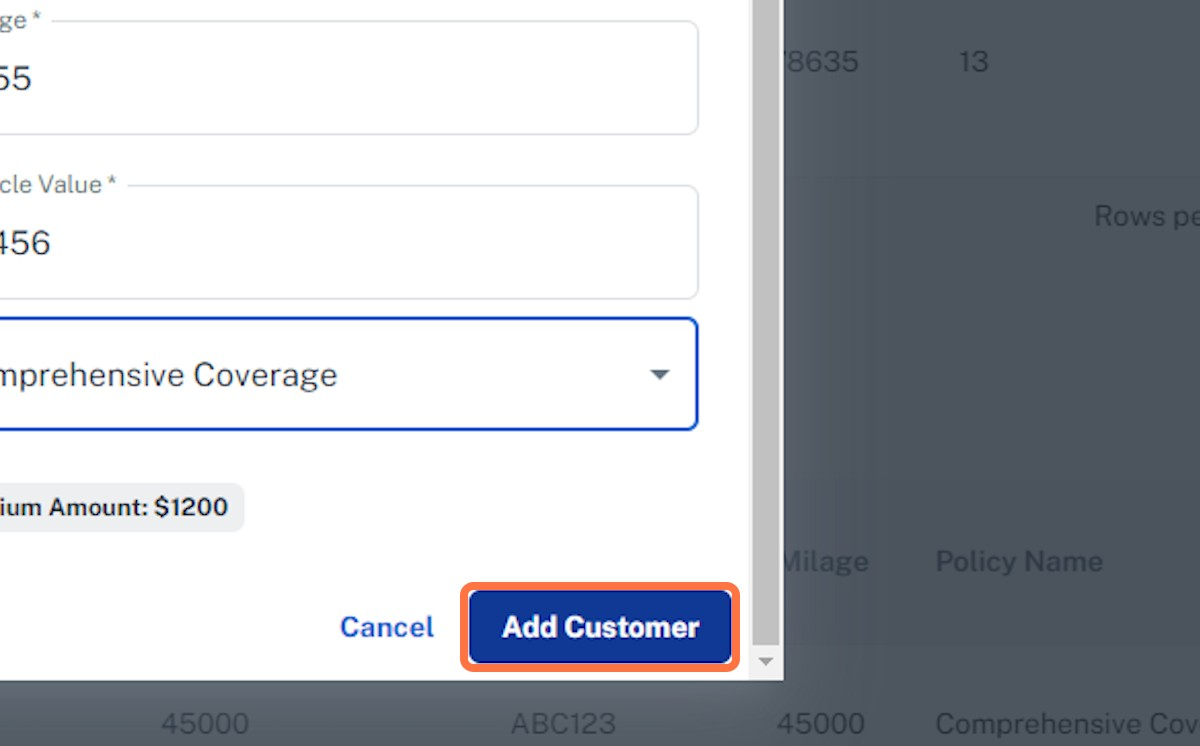 ge *
55
78635
13
cle Value *
456
Rows pe
mprehensive Coverage
ium Amount: $1200
Milage
Policy Name
Cancel
Add Customer
45000
ABC123
45000
Comprehensive Cov